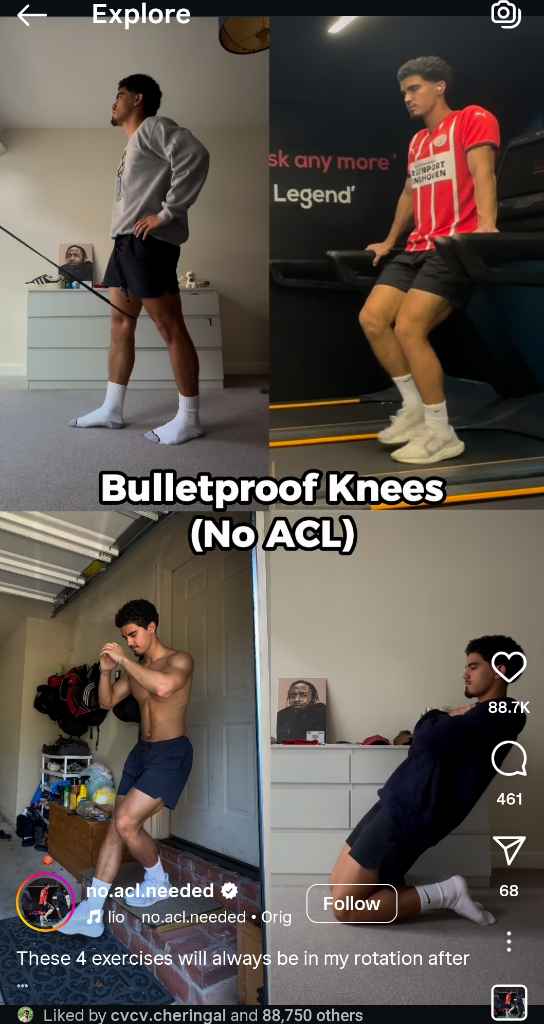 Explore
sk any more'
Legend'
Bulletproof Knees
(No ACL)
88.7K
461
68
no.acl.needed
lio no.acl.needed • Orig
Follow
These 4 exercises will always be in my rotation after
...
Liked by cvcv.cheringal and 88,750 others